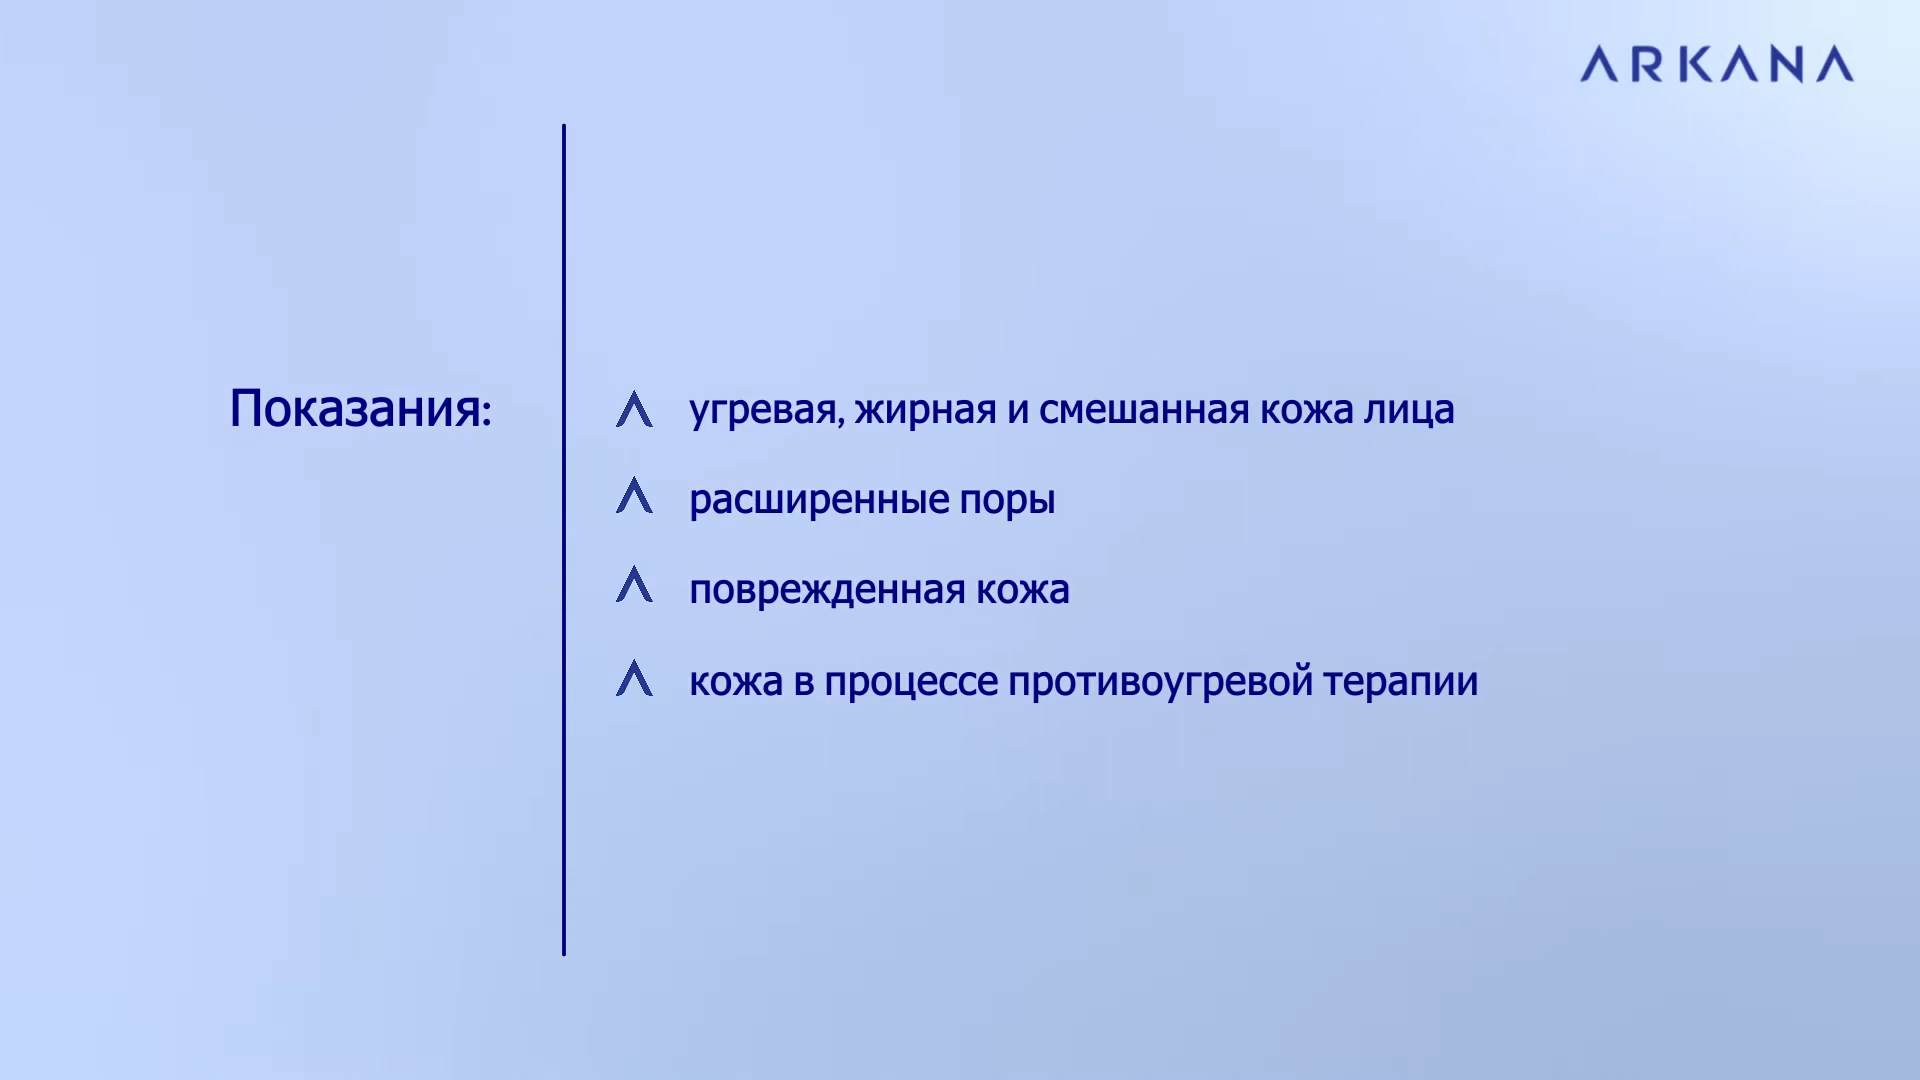 ARKANA
Показания:
угревая, жирная и смешанная кожа лица
расширенные поры
поврежденная кожа
кожа в процессе противоугревой терапии